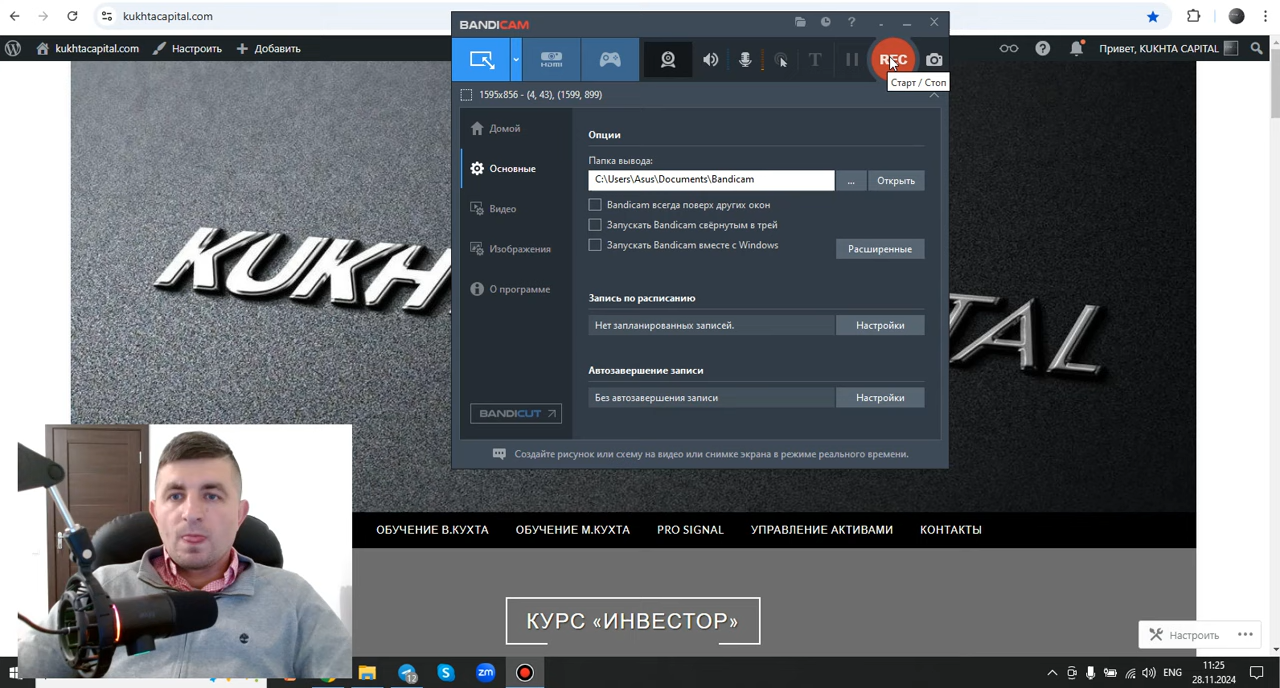 kukhtacapital.com
kukhtacapital.com Настроить Добавить Привет, KUKHTA CAPITAL
BANDICAM
HDMI REC
Старт / Стоп
1595x856 - (4, 43), (1599, 899)
Домой
Основные
Видео
Изображения
О программе
BANDICUT
Опции
Папка вывода:
C:\Users\Asus\Documents\Bandicam ... Открыть
Bandicam всегда поверх других окон
Запускать Bandicam свёрнутым в трей
Запускать Bandicam вместе с Windows
Расширенные
Запись по расписанию
Нет запланированных записей. Настройки
Автозавершение записи
Без автозавершения записи Настройки
Создайте рисунок или схему на видео или снимке экрана в режиме реального времени.
KUKH
TAL
ОБУЧЕНИЕ В.КУХТА ОБУЧЕНИЕ М.КУХТА PRO SIGNAL УПРАВЛЕНИЕ АКТИВАМИ КОНТАКТЫ
КУРС «ИНВЕСТОР»
Настроить
12
zm
ENG
11:25
28.11.2024